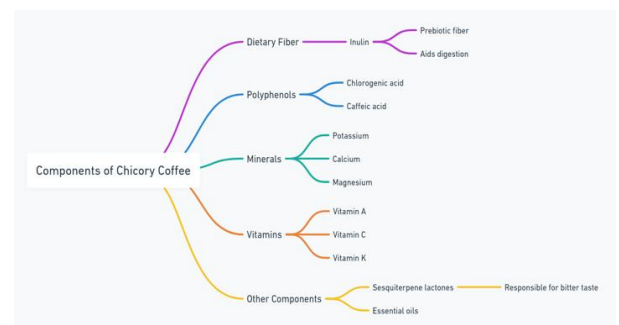 Components of Chicory Coffee
Dietary Fiber
Inulin
Prebiotic fiber
Aids digestion
Polyphenols
Chlorogenic acid
Caffeic acid
Minerals
Potassium
Calcium
Magnesium
Vitamins
Vitamin A
Vitamin C
Vitamin K
Other Components
Sesquiterpene lactones
Responsible for bitter taste
Essential oils